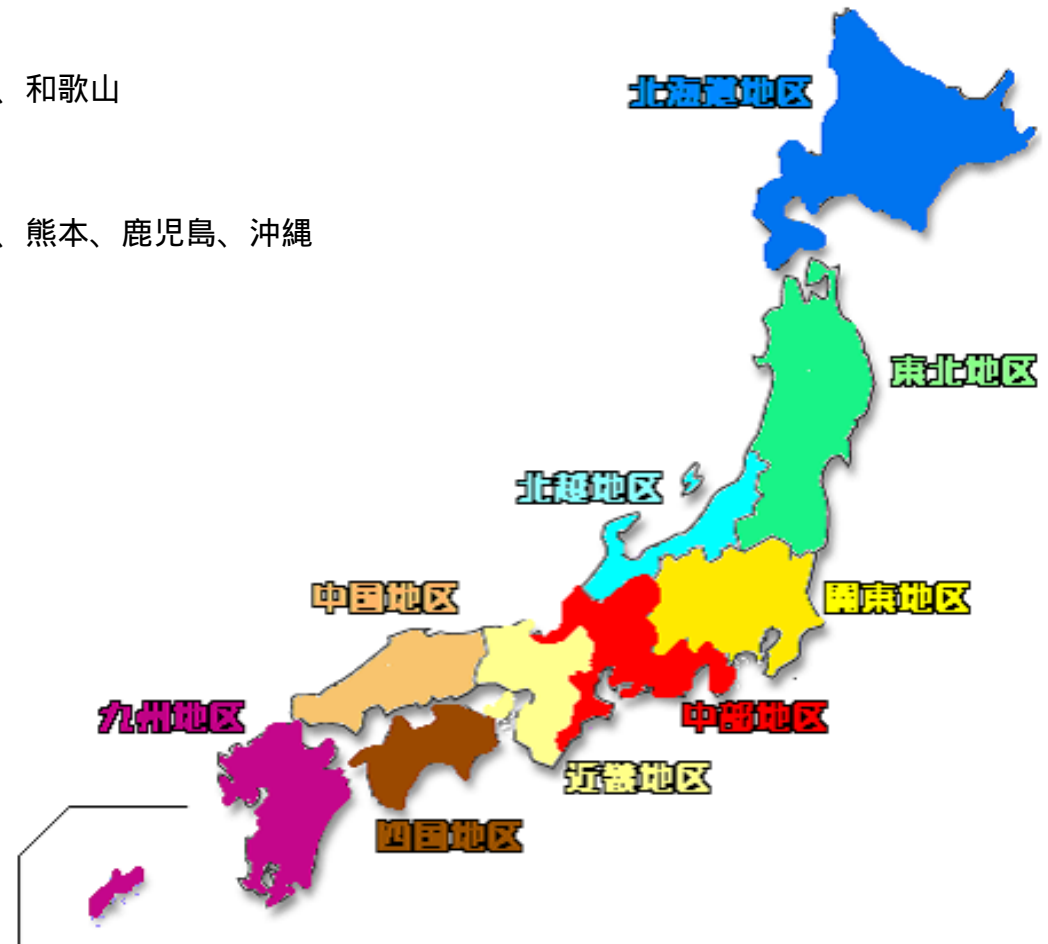 、和歌山
北海道地区
、熊本、鹿児島、沖縄
東北地区
北越地区
中国地区
関東地区
九州地区
中部地区
近畿地区
四国地区